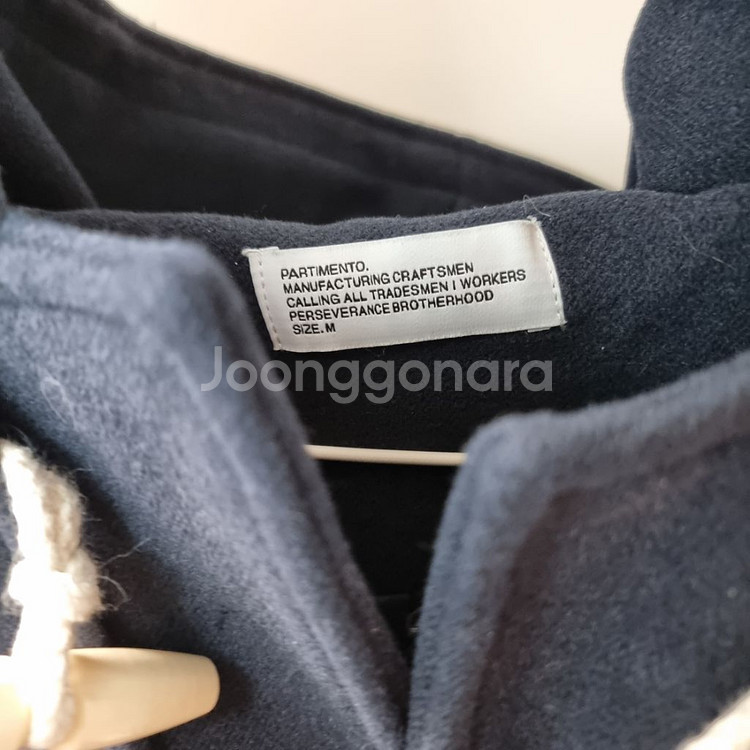 PARTIMENTO.
MANUFACTURING CRAFTSMEN
CALLING ALL TRADESMEN I WORKERS
PERSEVERANCE BROTHERHOOD
SIZE. M
Joonggonara